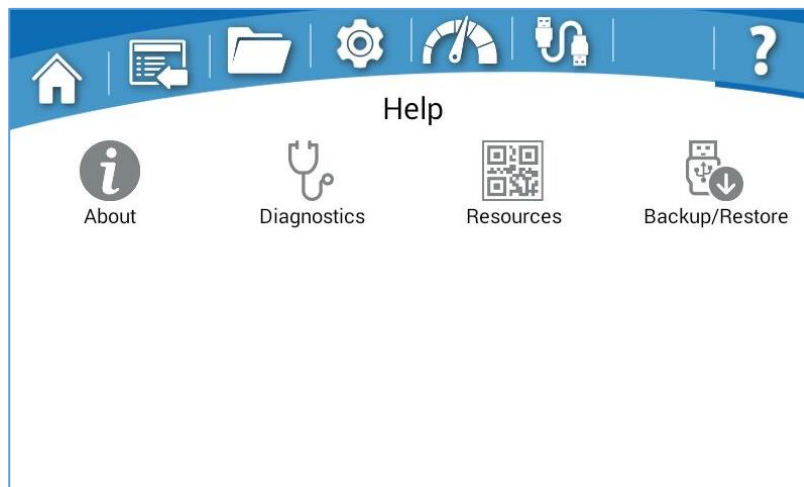 Help
About
Diagnostics
Resources
Backup/Restore